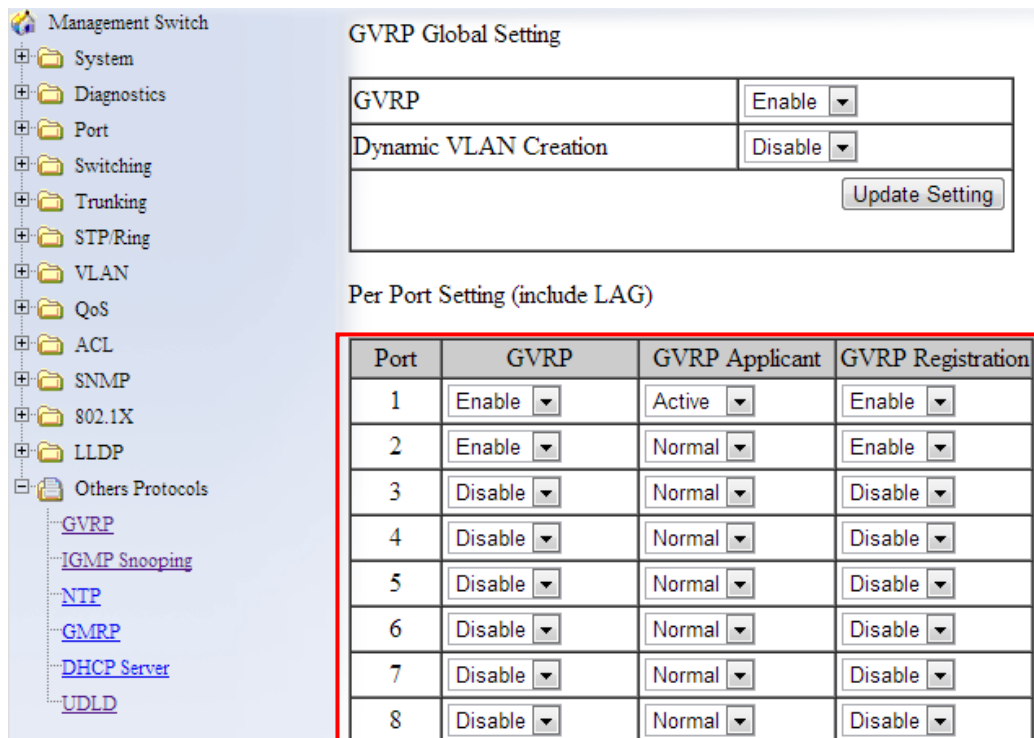 Management Switch
System
Diagnostics
Port
Switching
Trunking
STP/Ring
VLAN
QoS
ACL
SNMP
802.1X
LLDP
Others Protocols
GVRP
IGMP Snooping
NTP
GMRP
DHCP Server
UDLD
GVRP Global Setting
GVRP Enable
Dynamic VLAN Creation Disable
Update Setting
Per Port Setting (include LAG)
Port GVRP GVRP Applicant GVRP Registration
1 Enable Active Enable
2 Enable Normal Enable
3 Disable Normal Disable
4 Disable Normal Disable
5 Disable Normal Disable
6 Disable Normal Disable
7 Disable Normal Disable
8 Disable Normal Disable